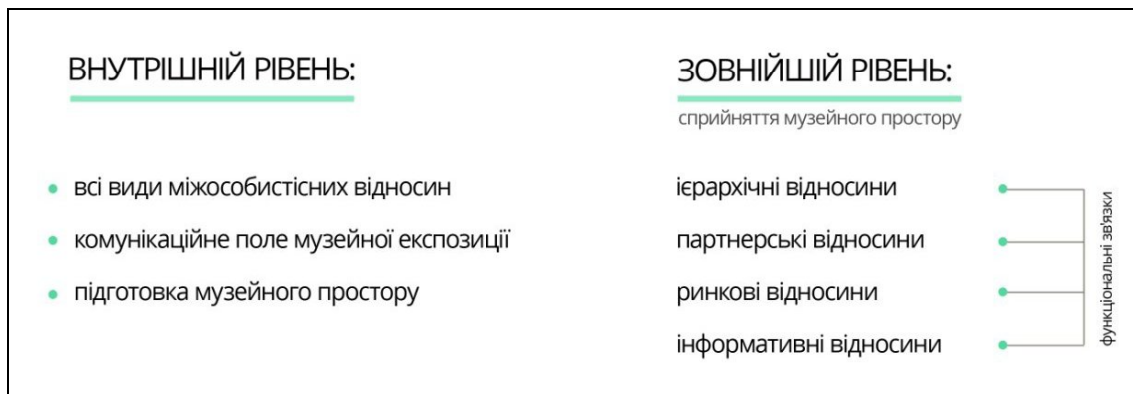 ВНУТРІШНІЙ РІВЕНЬ:
всі види міжособистісних відносин
комунікаційне поле музейної експозиції
підготовка музейного простору
ЗОВНІЙШІЙ РІВЕНЬ:
сприйняття музейного простору
ієрархічні відносини
партнерські відносини
ринкові відносини
інформативні відносини
функціональні зв'язки